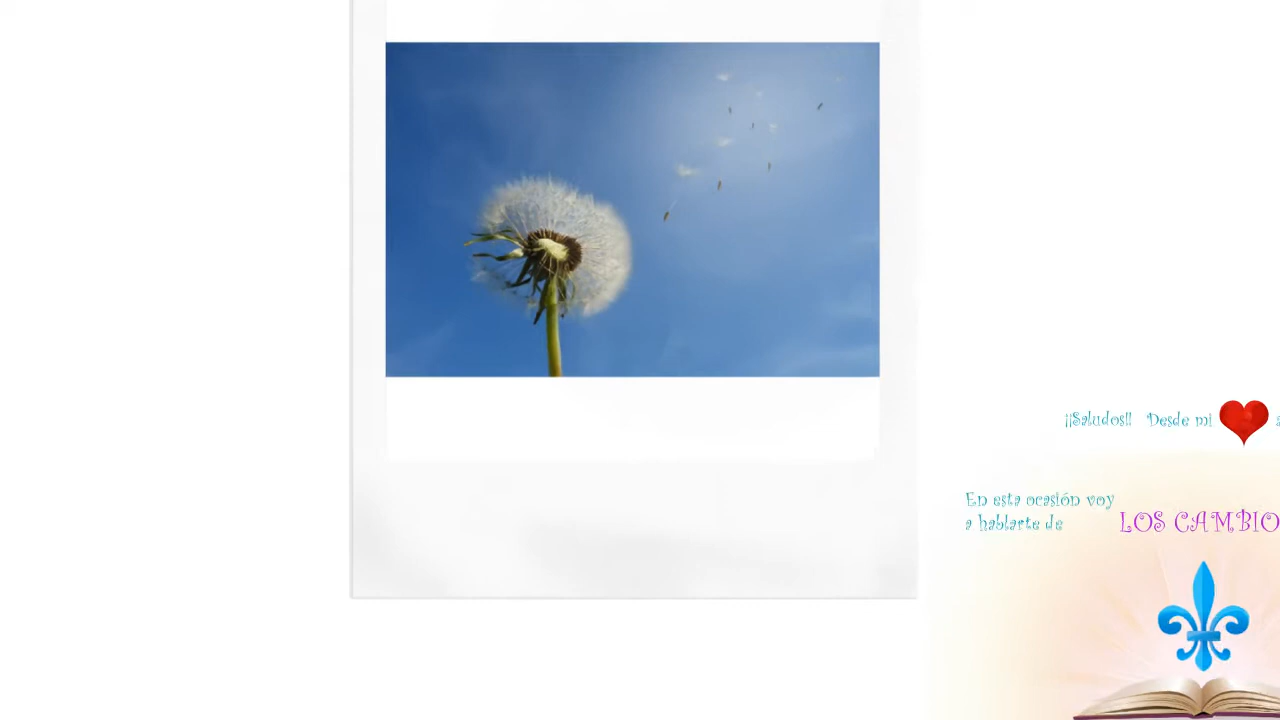 ¡¡Saludos!! Desde mi
En esta ocasión voy
a hablarte de
LOS CAMBIO